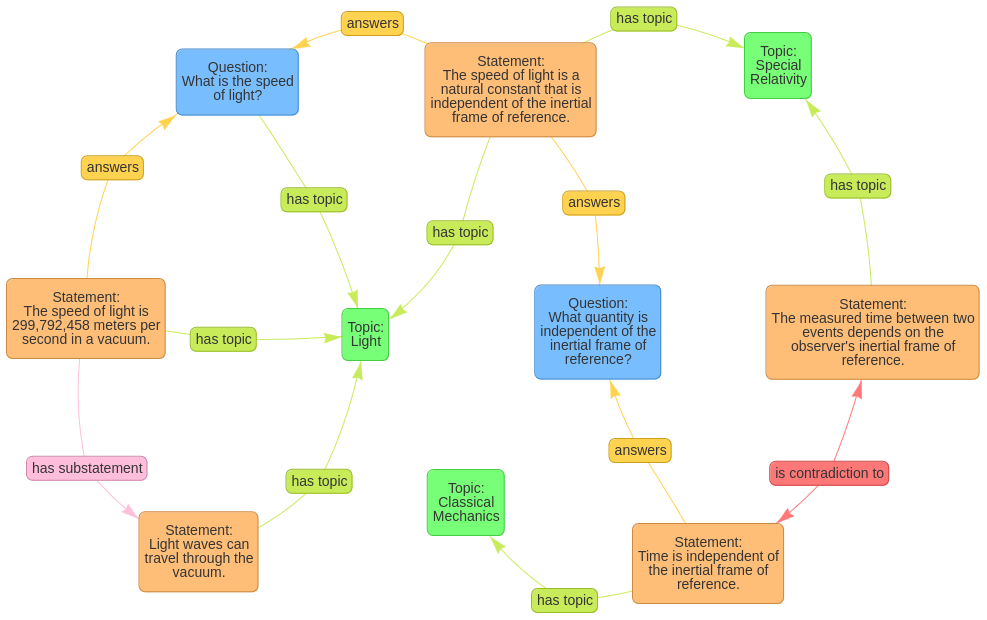 answers
has topic
Question:
What is the speed
of light?
Statement:
The speed of light is a
natural constant that is
independent of the inertial
frame of reference.
Topic:
Special
Relativity
answers
has topic
has topic
answers
has topic
has topic
Statement:
The speed of light is
299,792,458 meters per
second in a vacuum.
has topic
Topic:
Light
Question:
What quantity is
independent of the
inertial frame of
reference?
Statement:
The measured time between two
events depends on the
observer's inertial frame of
reference.
has substatement
has topic
answers
is contradiction to
Topic:
Classical
Mechanics
Statement:
Light waves can
travel through the
vacuum.
Statement:
Time is independent of
the inertial frame of
reference.
has topic